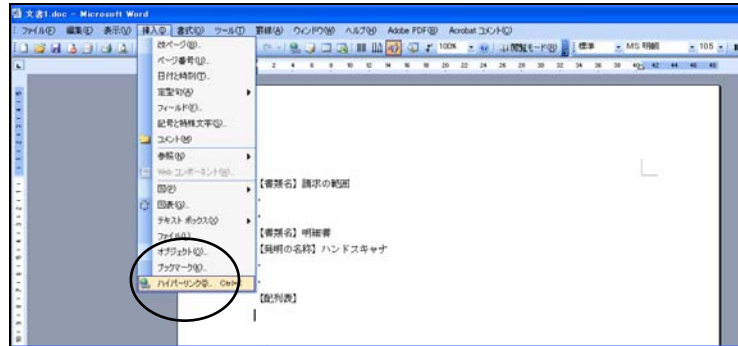 文書1.doc - Microsoft Word
ファイル(F) 編集(E) 表示(V) 挿入(I) 書式(O) ツール(T) 罫線(A) ウィンドウ(W) ヘルプ(H) Adobe PDF(B) Acrobat コメント(C)
100% 閲覧モード(R) 標準 MS 明朝 10.5
改ページ(B)...
ページ番号(U)...
日付と時刻(T)...
定型句(A)
フィールド(F)...
記号と特殊文字(S)...
コメント(M)
参照(N)
Web コンポーネント(W)...
図(P)
図表(G)...
テキスト ボックス(X)
ファイル(L)...
オブジェクト(O)...
ブックマーク(K)...
ハイパーリンク(I)... Ctrl+K
【書類名】請求の範囲
【書類名】明細書
【発明の名称】ハンドスキャナ
【配列表】